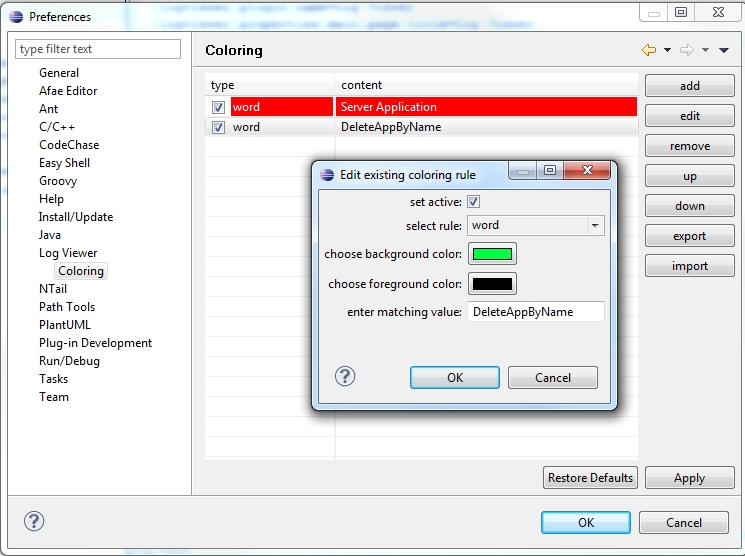 Preferences
type filter text
General
Afae Editor
Ant
C/C++
CodeChase
Easy Shell
Groovy
Help
Install/Update
Java
Log Viewer
Coloring
NTail
Path Tools
PlantUML
Plug-in Development
Run/Debug
Tasks
Team
Coloring
type content
word Server Application
word DeleteAppByName
add
edit
remove
up
down
export
import
Edit existing coloring rule
set active:
select rule: word
choose background color:
choose foreground color:
enter matching value: DeleteAppByName
?
OK Cancel
Restore Defaults Apply
?
OK Cancel